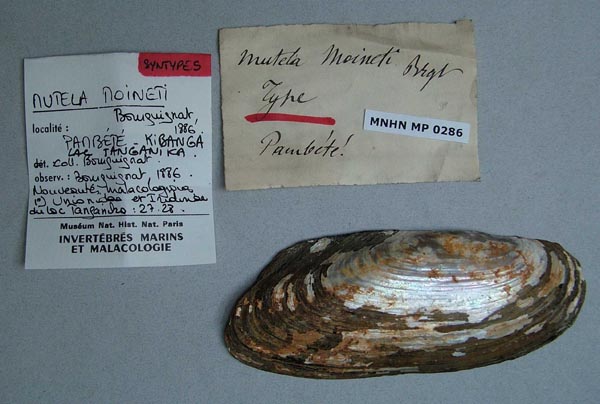 SYNTYPES
MUTELA MOINETI
Bourguignat,
1886
localité :
PAMBÉTÉ KIBANGA
LAC TANGANIKA.
dét. Coll. Bourguignat.
observ. : Bourguignat, 1886.
Nouveautés malacologiques
Unionidae et Iridinidae
du lac Tanganika : 27.28.
Muséum Nat. Hist. Nat. Paris
INVERTÉBRÉS MARINS
ET MALACOLOGIE
Mutela Moineti Brgt
Type
MNHN MP 0286
Pambété!